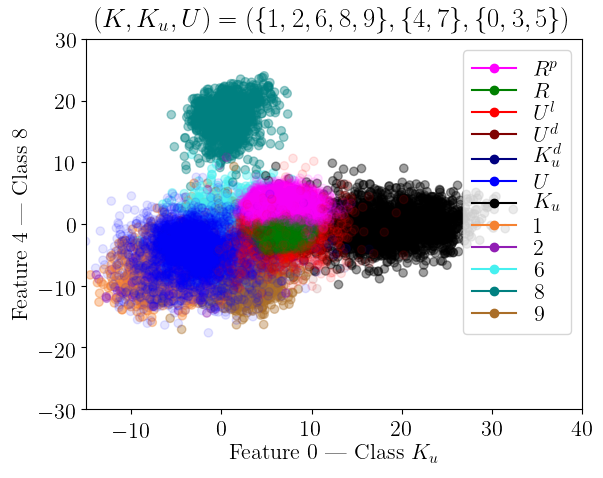 (K, K_u, U) = ({1, 2, 6, 8, 9}, {4, 7}, {0, 3, 5})
30
20
10
0
−10
−20
−30
Feature 4 — Class 8
R^p
R
U^l
U^d
K_u^d
U
K_u
1
2
6
8
9
−10
0
10
20
30
40
Feature 0 — Class K_u